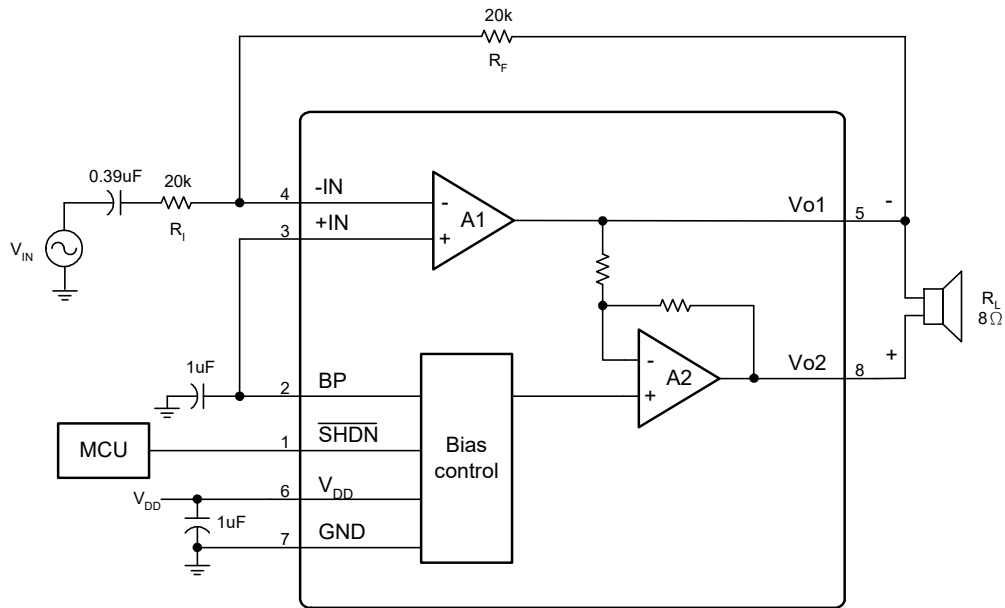 20k
R_F
0.39uF
20k
R_I
V_IN
4
-IN
3
+IN
-
+
A1
Vo1
5
-
R_L
8Ω
+
Vo2
8
-
+
A2
1uF
2
BP
MCU
1
SHDN
Bias
control
V_DD
6
V_DD
1uF
7
GND